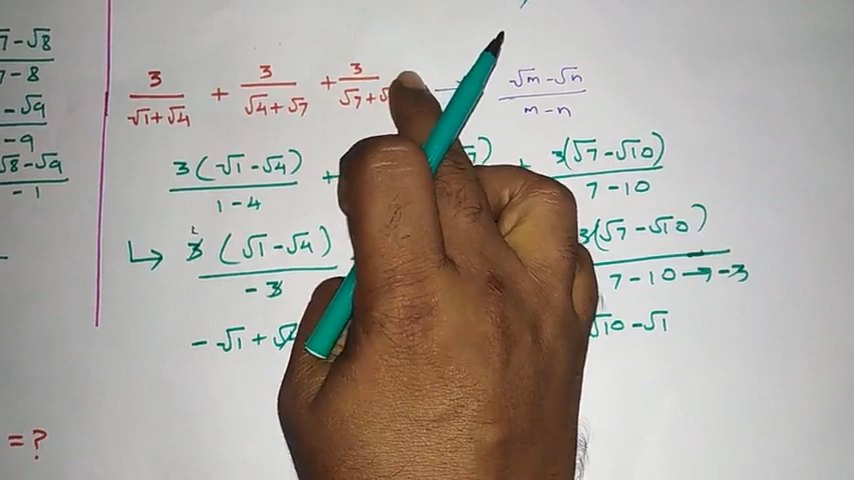 7 - √8 / 7 - 8
- √9 / - 9
√8 - √9 / - 1
= ?
3 / √1 + √4 + 3 / √4 + √7 + 3 / √7 + √
√m - √n / m - n
3 (√1 - √4) / 1 - 4 + 7) + 3(√7 - √10) / 7 - 10
↳ 3 (√1 - √4) / - 3 3(√7 - √10) / 7 - 10 → - 3
- √1 + √ √10 - √1